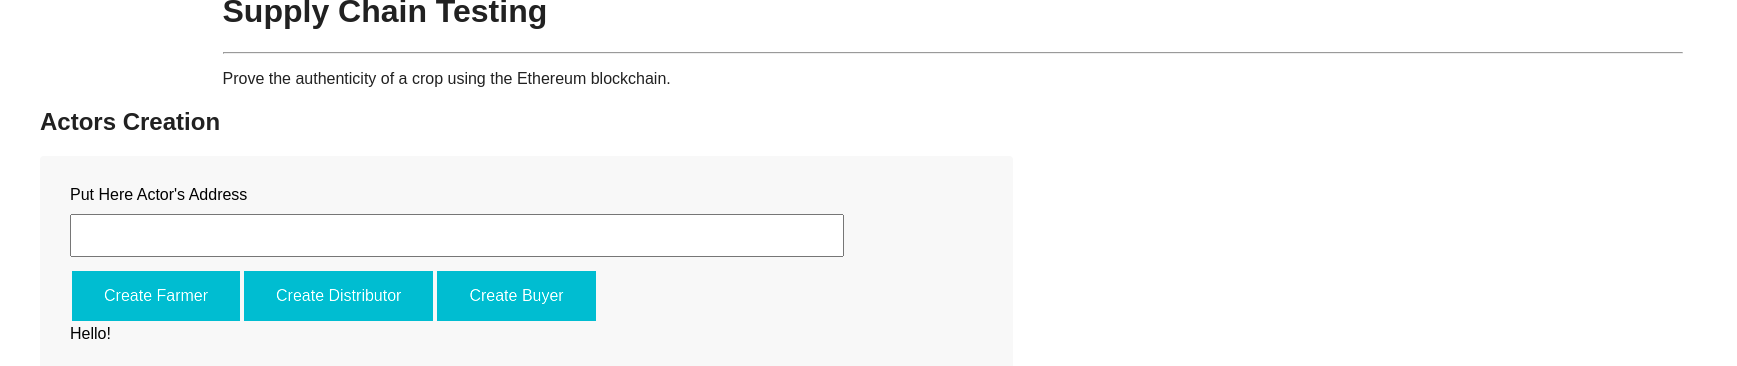 Supply Chain Testing
Prove the authenticity of a crop using the Ethereum blockchain.
Actors Creation
Put Here Actor's Address
Create Farmer Create Distributor Create Buyer
Hello!